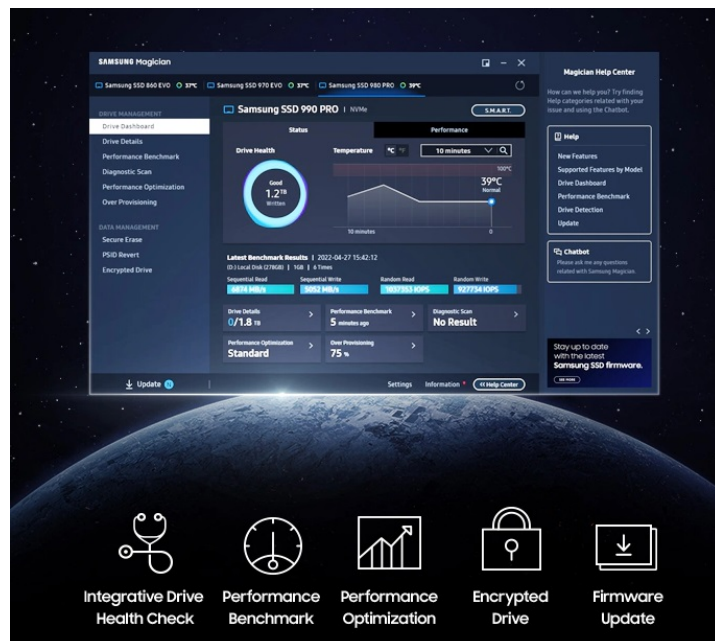 SAMSUNG Magician
Samsung SSD 860 EVO 37°C Samsung SSD 970 EVO 37°C Samsung SSD 980 PRO 39°C
DRIVE MANAGEMENT
Drive Dashboard
Drive Details
Performance Benchmark
Diagnostic Scan
Performance Optimization
Over Provisioning
DATA MANAGEMENT
Secure Erase
PSID Revert
Encrypted Drive
Samsung SSD 990 PRO | NVMe S.M.A.R.T.
Status Performance
Drive Health
Good
1.2TB
Written
Temperature °C °F 10 minutes
100°C
39°C
Normal
10 minutes 0
Latest Benchmark Results | 2022-04-27 15:42:12
(D:) Local Disk (278GB) | 1GB | 4 Times
Sequential Read Sequential Write Random Read Random Write
6874 MB/s 5052 MB/s 1037353 IOPS 927734 IOPS
Drive Details Performance Benchmark Diagnostic Scan
0/1.8 TB 5 minutes ago No Result
Performance Optimization Over Provisioning
Standard 75 %
Update N Settings Information Help Center
Magician Help Center
How can we help you? Try finding
Help categories related with your
issue and using the Chatbot.
Help
New Features
Supported Features by Model
Drive Dashboard
Performance Benchmark
Drive Detection
Update
Chatbot
Please ask me any questions
related with Samsung Magician.
Stay up to date
with the latest
Samsung SSD firmware.
SEE MORE
Integrative Drive
Health Check
Performance
Benchmark
Performance
Optimization
Encrypted
Drive
Firmware
Update